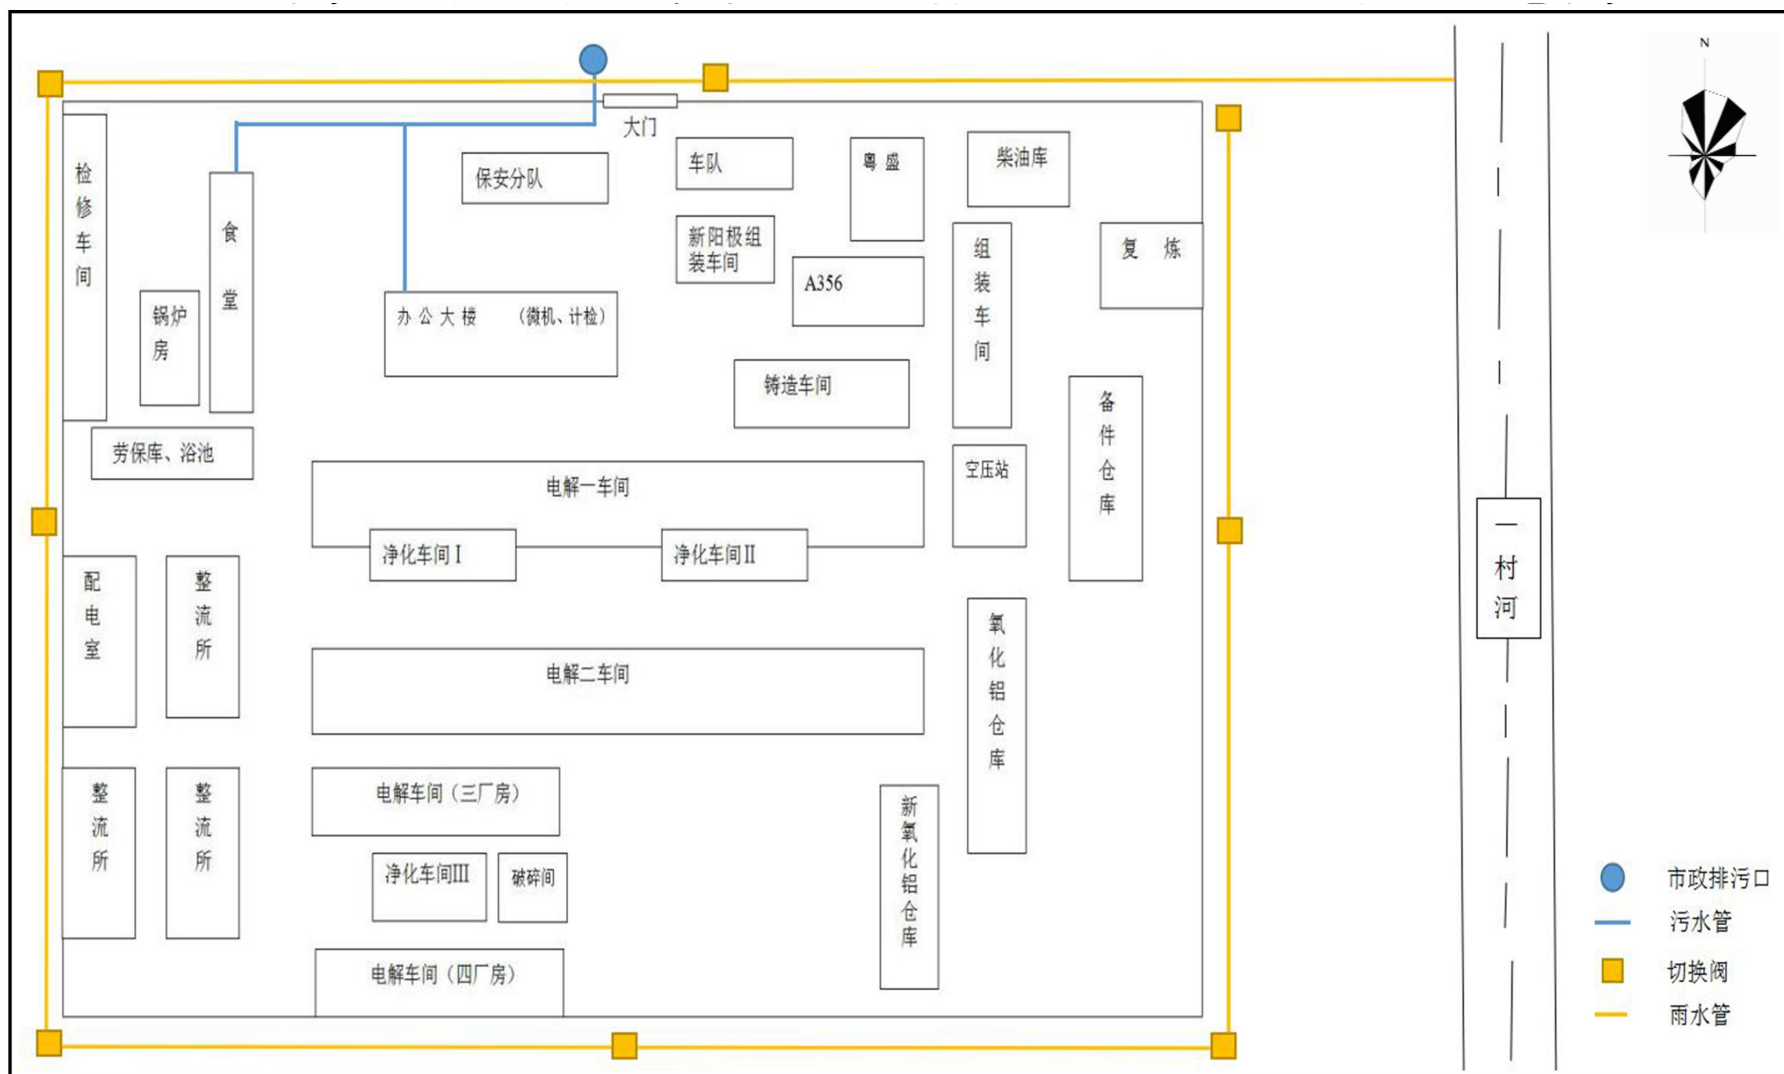 N
大门
检修车间
食堂
保安分队
车队
粤盛
柴油库
新阳极组
装车间
组装车间
复 炼
A356
锅炉
房
办公大楼 (微机、计检)
铸造车间
备件仓库
劳保库、浴池
电解一车间
空压站
净化车间Ⅰ
净化车间Ⅱ
一村河
配电室
整流所
氧化铝仓库
电解二车间
整流所
整流所
电解车间(三厂房)
新氧化铝仓库
净化车间III
破碎间
电解车间(四厂房)
市政排污口
污水管
切换阀
雨水管